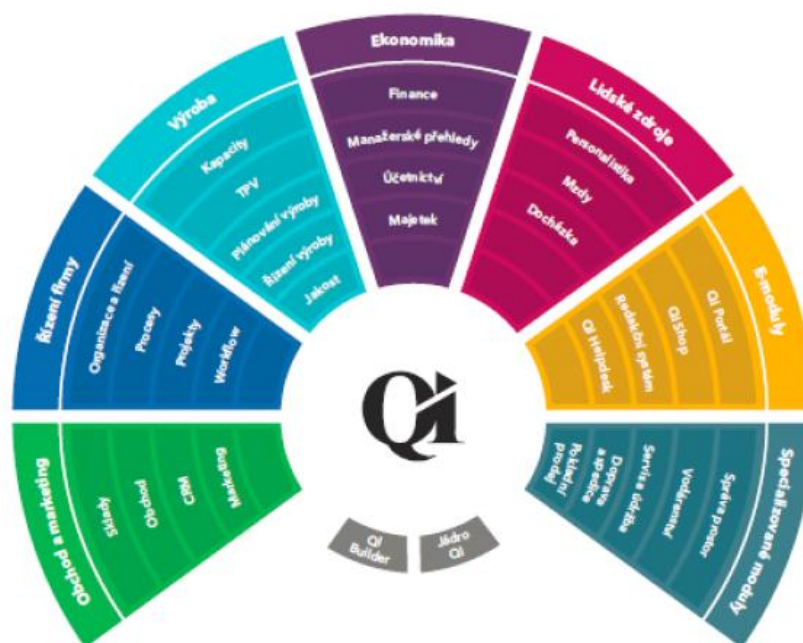 Obchod a marketing
Sklady
Obchod
CRM
Marketing
Řízení firmy
Organizace a řízení
Procesy
Projekty
Workflow
Výroba
Kapacity
TPV
Plánování výroby
Řízení výroby
Jakost
Ekonomika
Finance
Manažerské přehledy
Účetnictví
Majetek
Lidské zdroje
Personalistika
Mzdy
Docházka
E-moduly
QI Portál
QI Shop
Redakční systém
QI Helpdesk
Specializované moduly
Správa prostor
Vodárenství
Servis a údržba
Doprava
a spedice
Pokladní
prodej
QI
QI
Builder
Jádro
QI